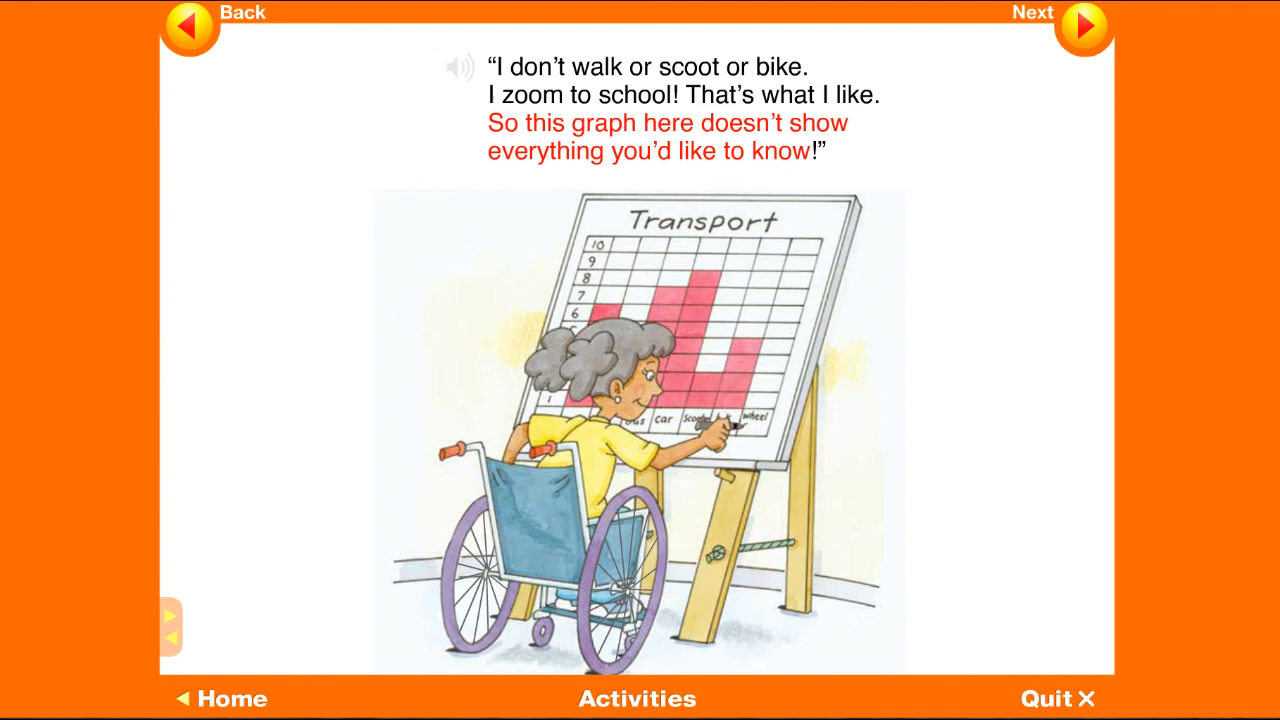 Back
Next
“I don’t walk or scoot or bike.
I zoom to school! That’s what I like.
So this graph here doesn’t show
everything you’d like to know!”
Transport
10
9
8
7
6
1
car
wheel
Home
Activities
Quit